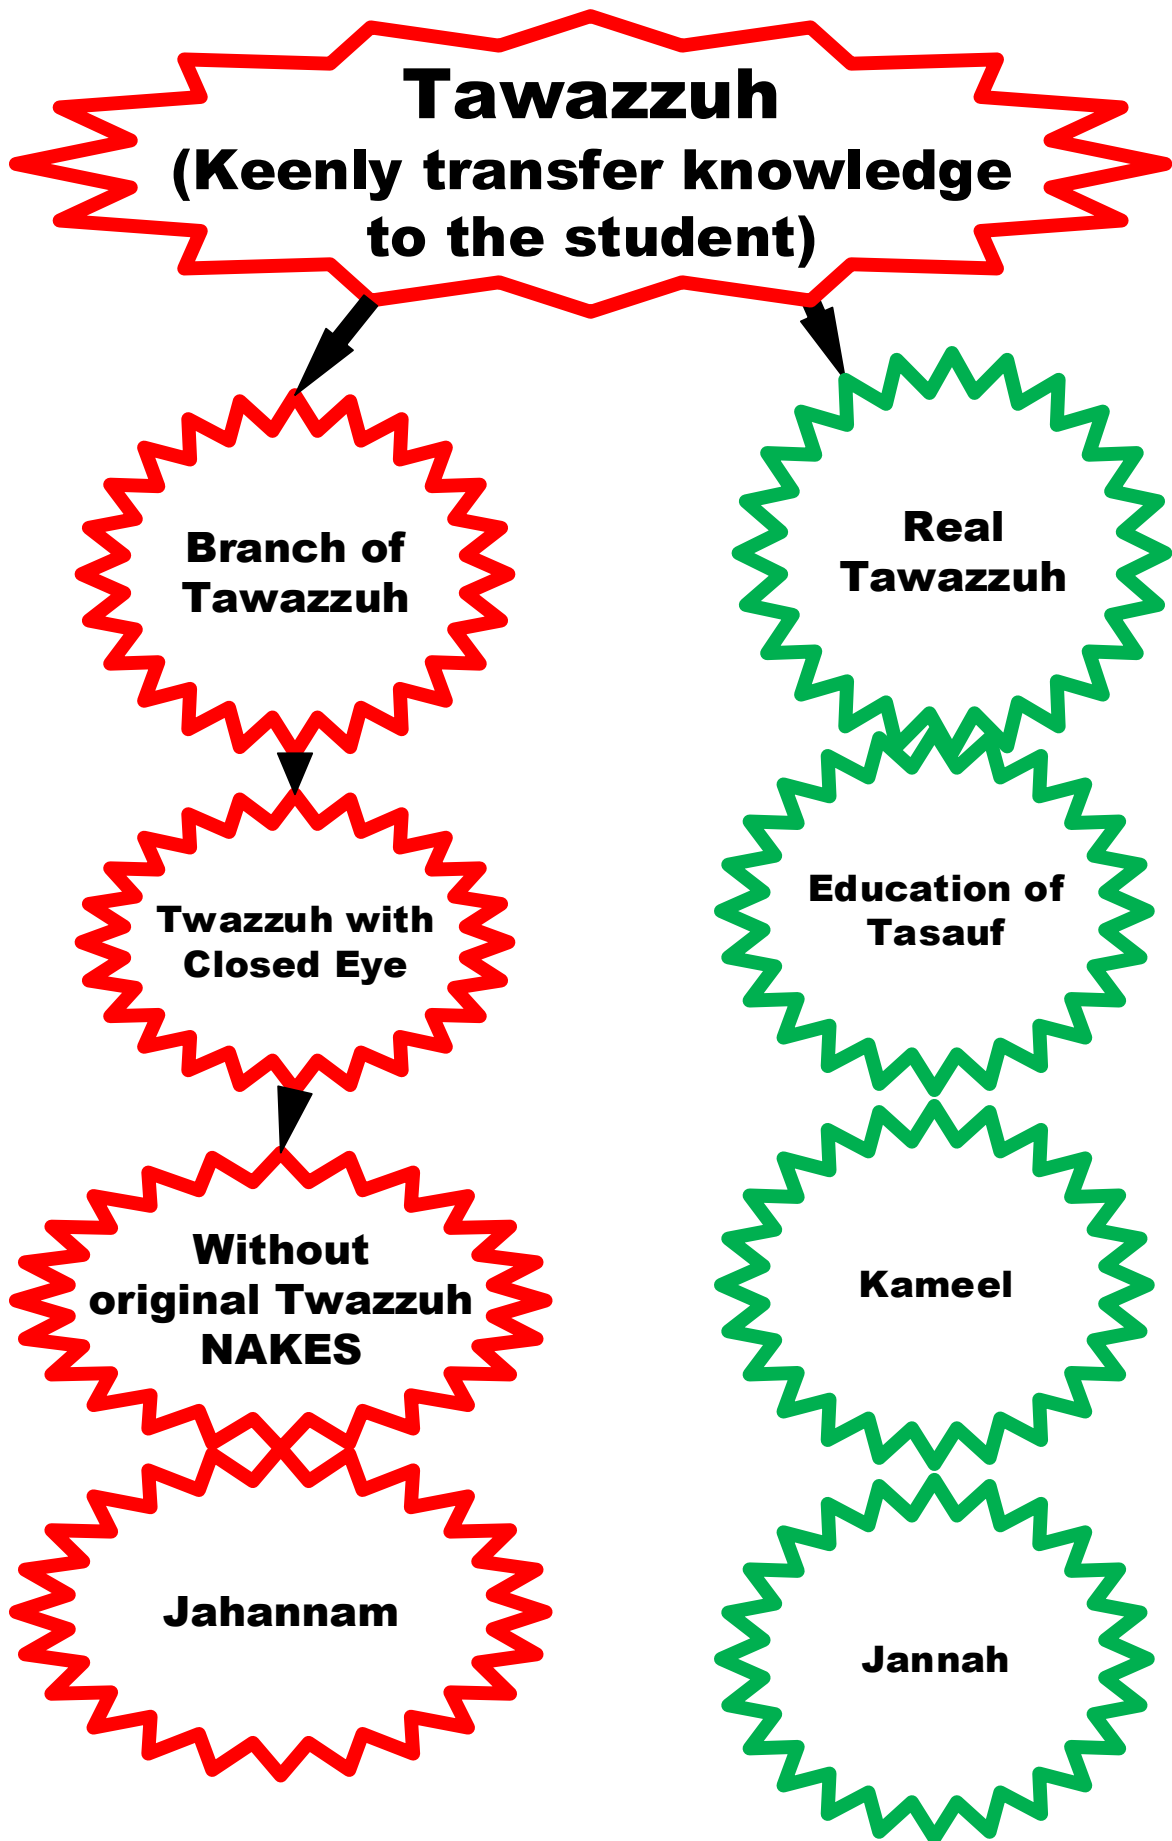 Tawazzuh
(Keenly transfer knowledge
to the student)
Branch of
Tawazzuh
Twazzuh with
Closed Eye
Without
original Twazzuh
NAKES
Jahannam
Real
Tawazzuh
Education of
Tasauf
Kameel
Jannah